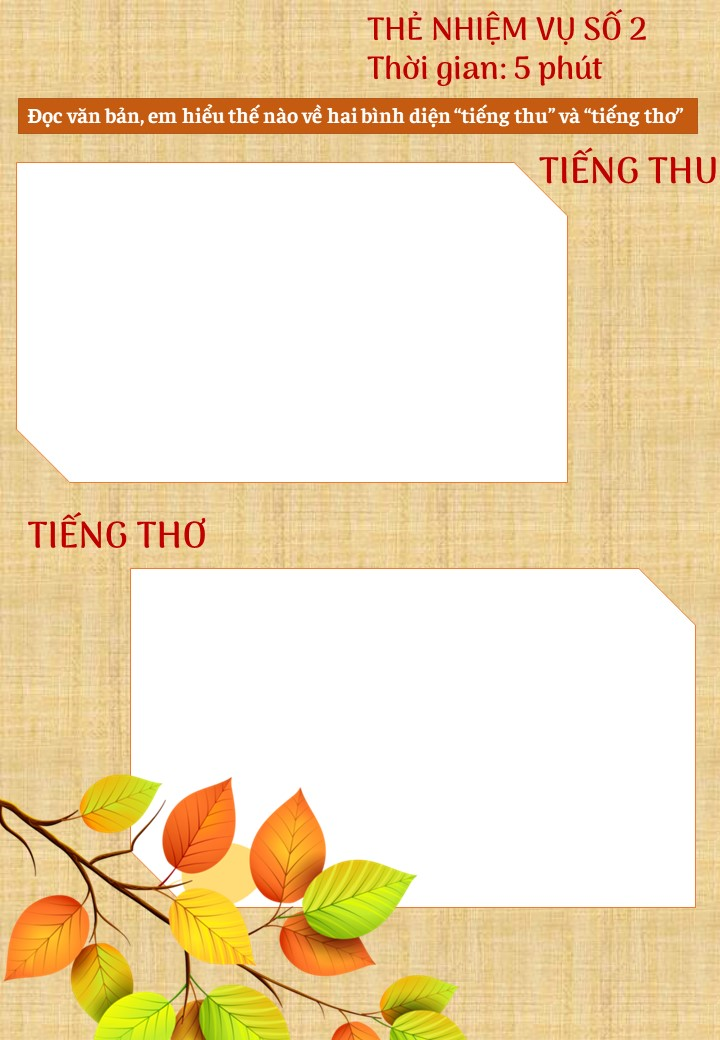 THẺ NHIỆM VỤ SỐ 2
Thời gian: 5 phút
Đọc văn bản, em hiểu thế nào về hai bình diện “tiếng thu” và “tiếng thơ”
TIẾNG THU
TIẾNG THƠ